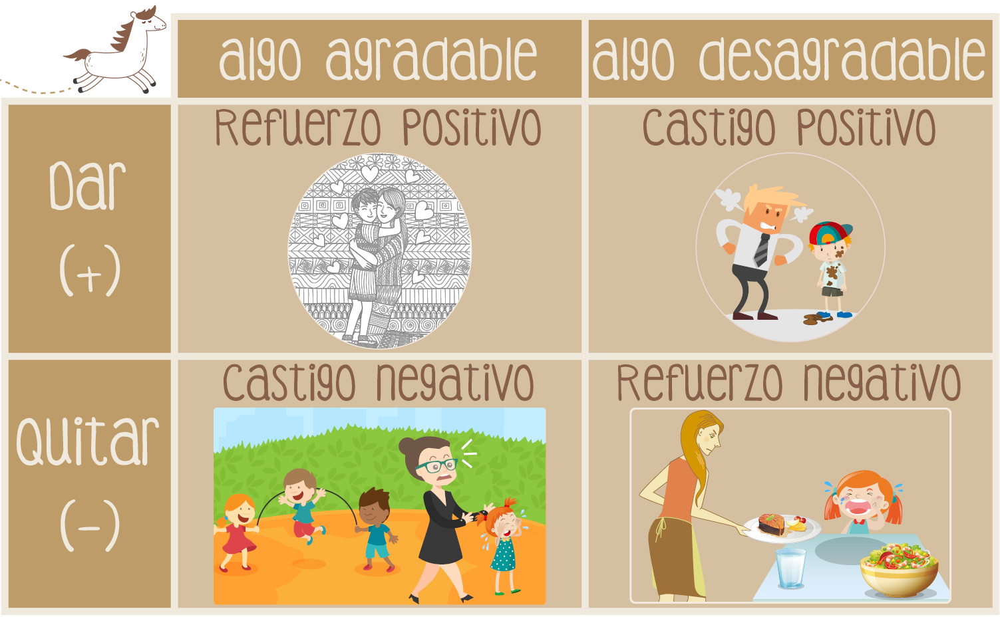 algo agradable
algo desagradable
Dar
(+)
Refuerzo Positivo
Castigo Positivo
Quitar
(-)
Castigo negativo
Refuerzo negativo